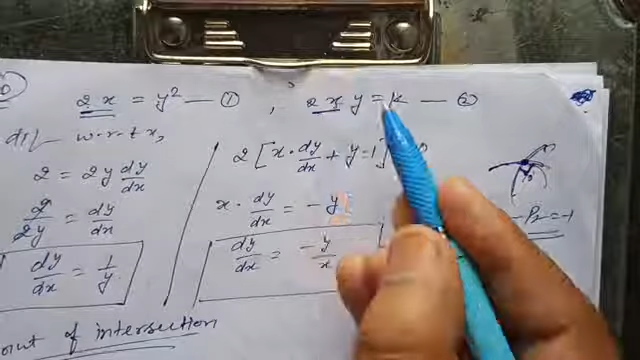 2x = y² — ① , 2xy = k — ②
diff w.r.t x,
2 = 2y dy/dx
2/2y = dy/dx
dy/dx = 1/y
2[x·dy/dx + y·1]
x·dy/dx = -y
dy/dx = -y/x
= -1
of intersection